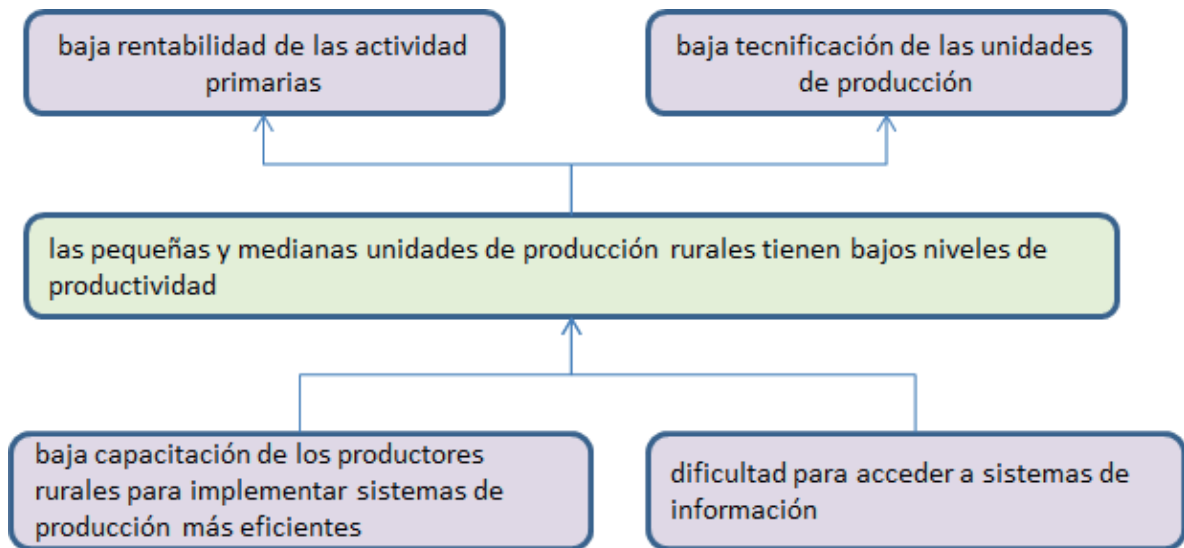 baja rentabilidad de las actividad
primarias
baja tecnificación de las unidades
de producción
las pequeñas y medianas unidades de producción rurales tienen bajos niveles de
productividad
baja capacitación de los productores
rurales para implementar sistemas de
producción más eficientes
dificultad para acceder a sistemas de
información